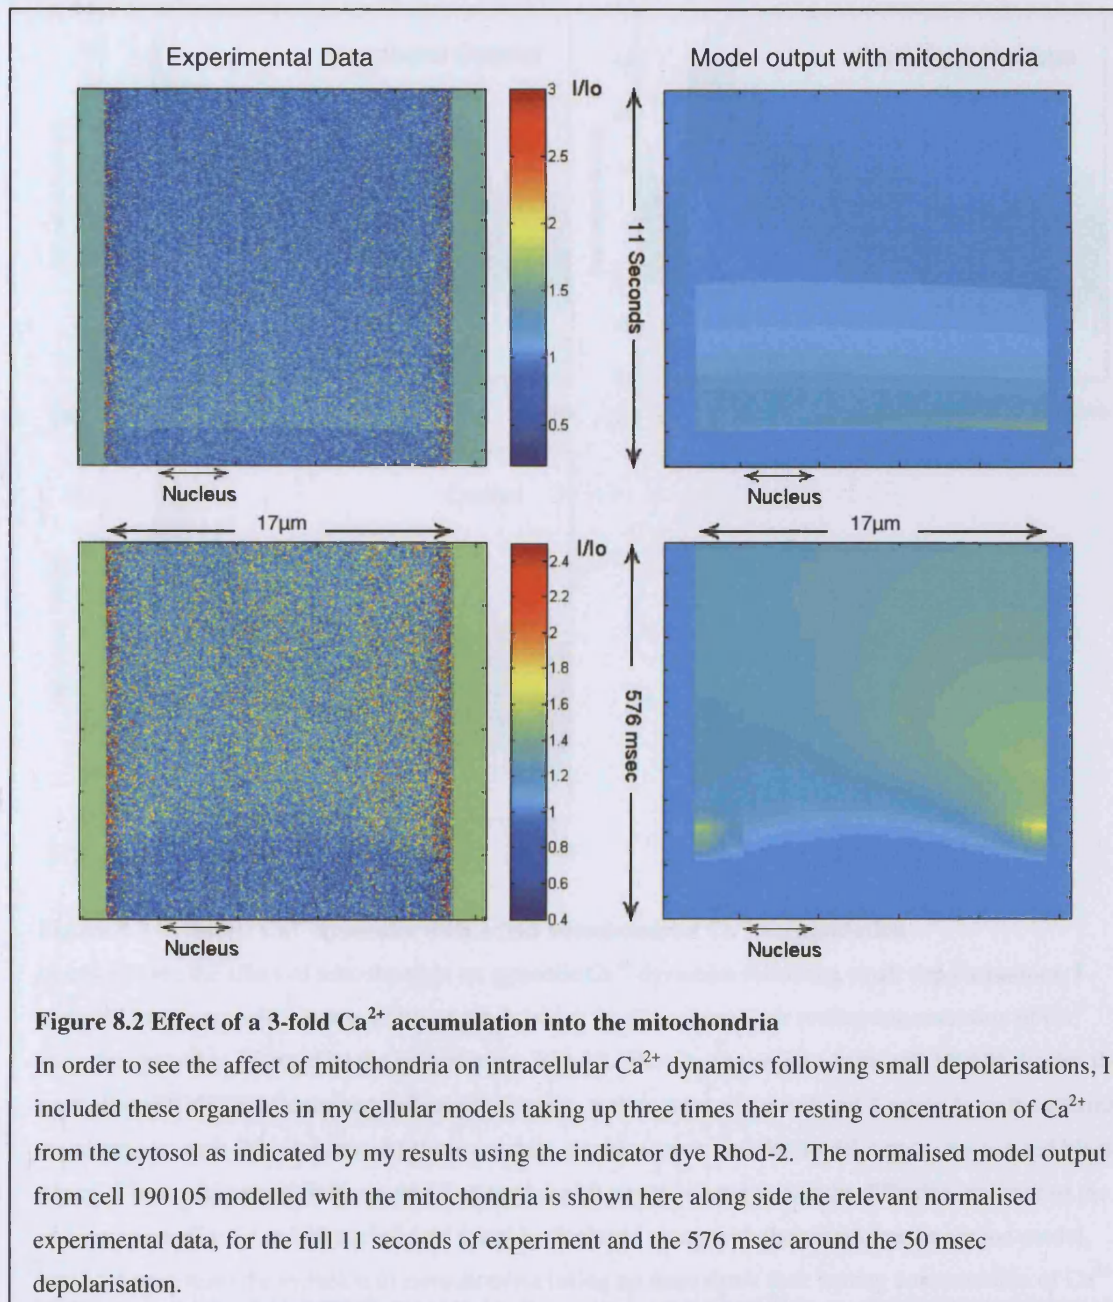 Experimental Data
Model output with mitochondria
I/Io
3
2.5
2
1.5
1
0.5
11 Seconds
Nucleus
Nucleus
17µm
17µm
I/Io
2.4
2.2
2
1.8
1.6
1.4
1.2
1
0.8
0.6
0.4
576 msec
Nucleus
Nucleus
Figure 8.2 Effect of a 3-fold Ca²⁺ accumulation into the mitochondria
In order to see the affect of mitochondria on intracellular Ca²⁺ dynamics following small depolarisations, I
included these organelles in my cellular models taking up three times their resting concentration of Ca²⁺
from the cytosol as indicated by my results using the indicator dye Rhod-2. The normalised model output
from cell 190105 modelled with the mitochondria is shown here along side the relevant normalised
experimental data, for the full 11 seconds of experiment and the 576 msec around the 50 msec
depolarisation.